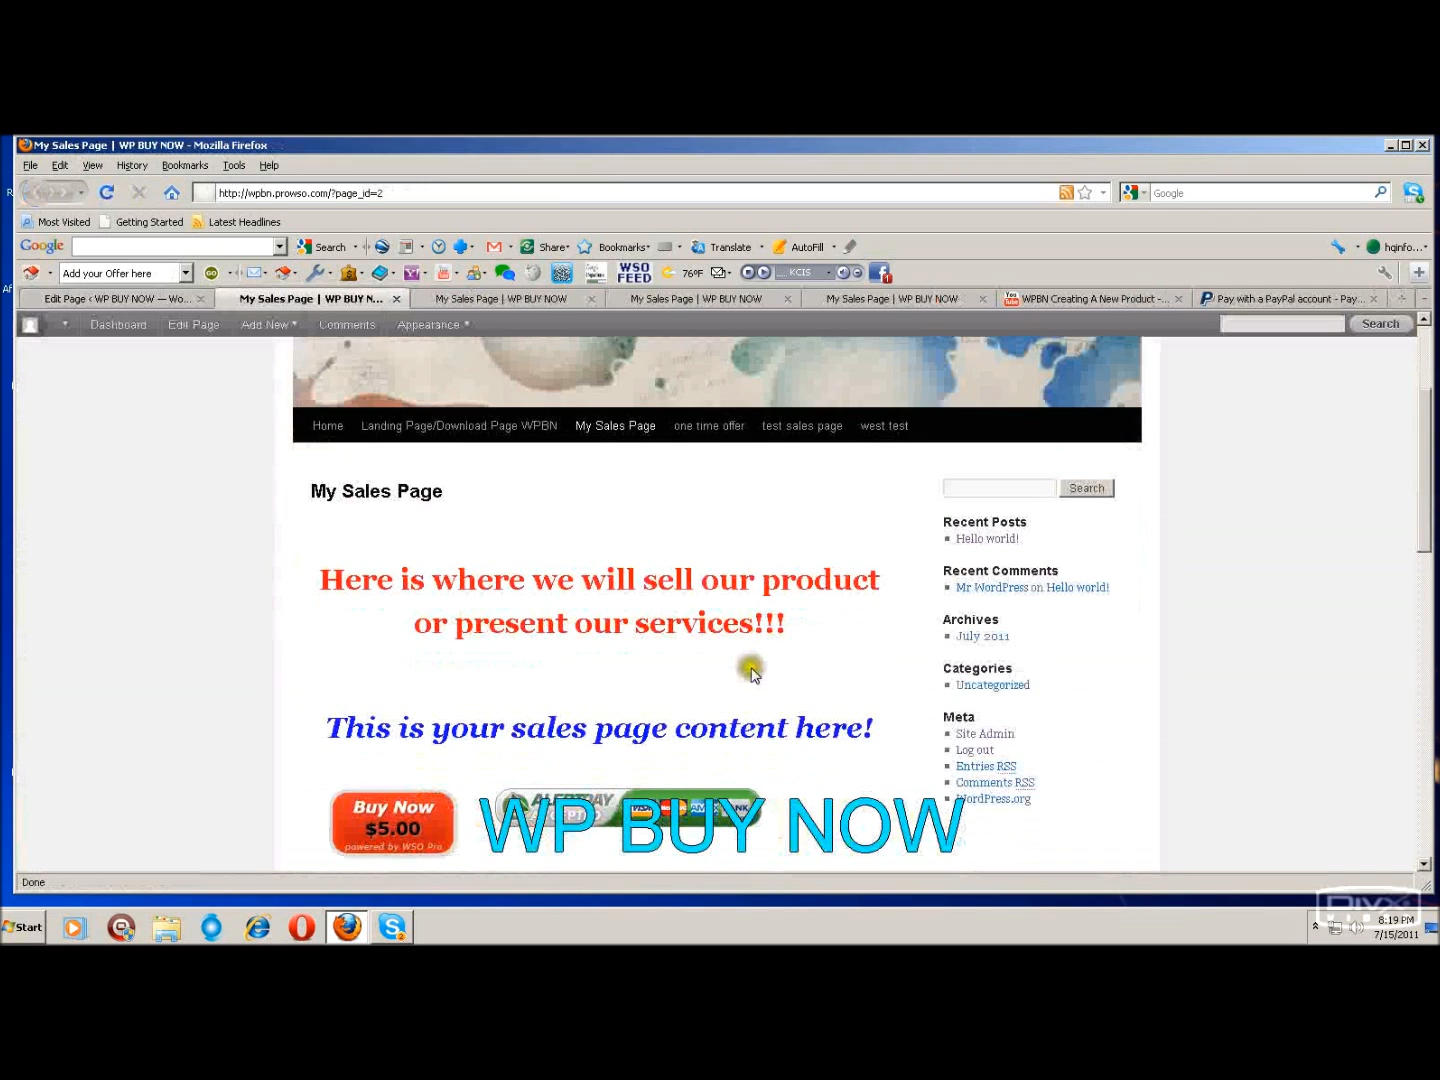 My Sales Page | WP BUY NOW - Mozilla Firefox
File Edit View History Bookmarks Tools Help
http://wpbn.prowso.com/?page_id=2
Google
Most Visited Getting Started Latest Headlines
Google Search Share Bookmarks Translate AutoFill hqinfo...
Add your Offer here GO WSO FEED 76°F KCIS
Edit Page ‹ WP BUY NOW — Wo... My Sales Page | WP BUY N... My Sales Page | WP BUY NOW My Sales Page | WP BUY NOW My Sales Page | WP BUY NOW WPBN Creating A New Product -... Pay with a PayPal account - Pay...
Dashboard Edit Page Add New Comments Appearance Search
Home Landing Page/Download Page WPBN My Sales Page one time offer test sales page west test
My Sales Page
Here is where we will sell our product
or present our services!!!
This is your sales page content here!
Buy Now
$5.00
powered by WSO Pro
WP BUY NOW
Search
Recent Posts
Hello world!
Recent Comments
Mr WordPress on Hello world!
Archives
July 2011
Categories
Uncategorized
Meta
Site Admin
Log out
Entries RSS
Comments RSS
WordPress.org
Done
Start
8:19 PM
7/15/2011
DIVX